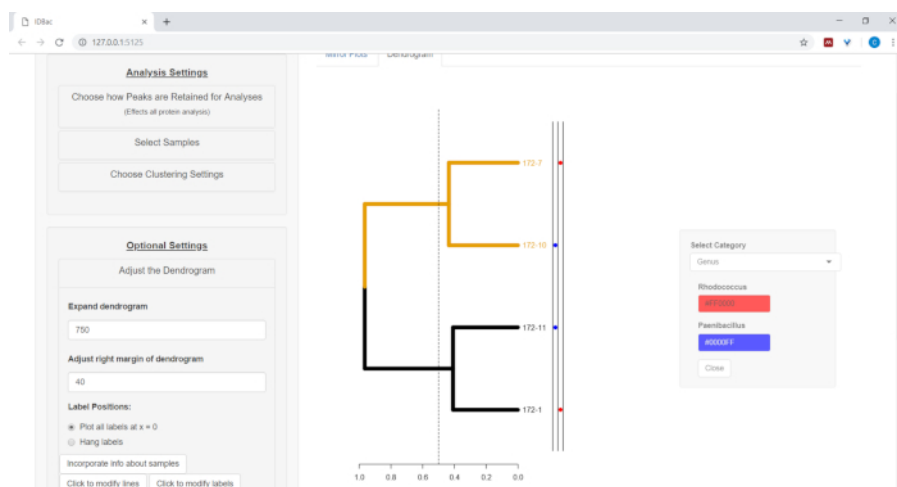 IDBac
127.0.0.1:5125
Mirror Plots Dendrogram
Analysis Settings
Choose how Peaks are Retained for Analyses
(Effects all protein analysis)
Select Samples
Choose Clustering Settings
Optional Settings
Adjust the Dendrogram
Expand dendrogram
750
Adjust right margin of dendrogram
40
Label Positions:
Plot all labels at x = 0
Hang labels
Incorporate info about samples
Click to modify lines Click to modify labels
172-7
172-10
172-11
172-1
1.0 0.8 0.6 0.4 0.2 0.0
Select Category
Genus
Rhodococcus
#FF0000
Paenibacillus
#0000FF
Close